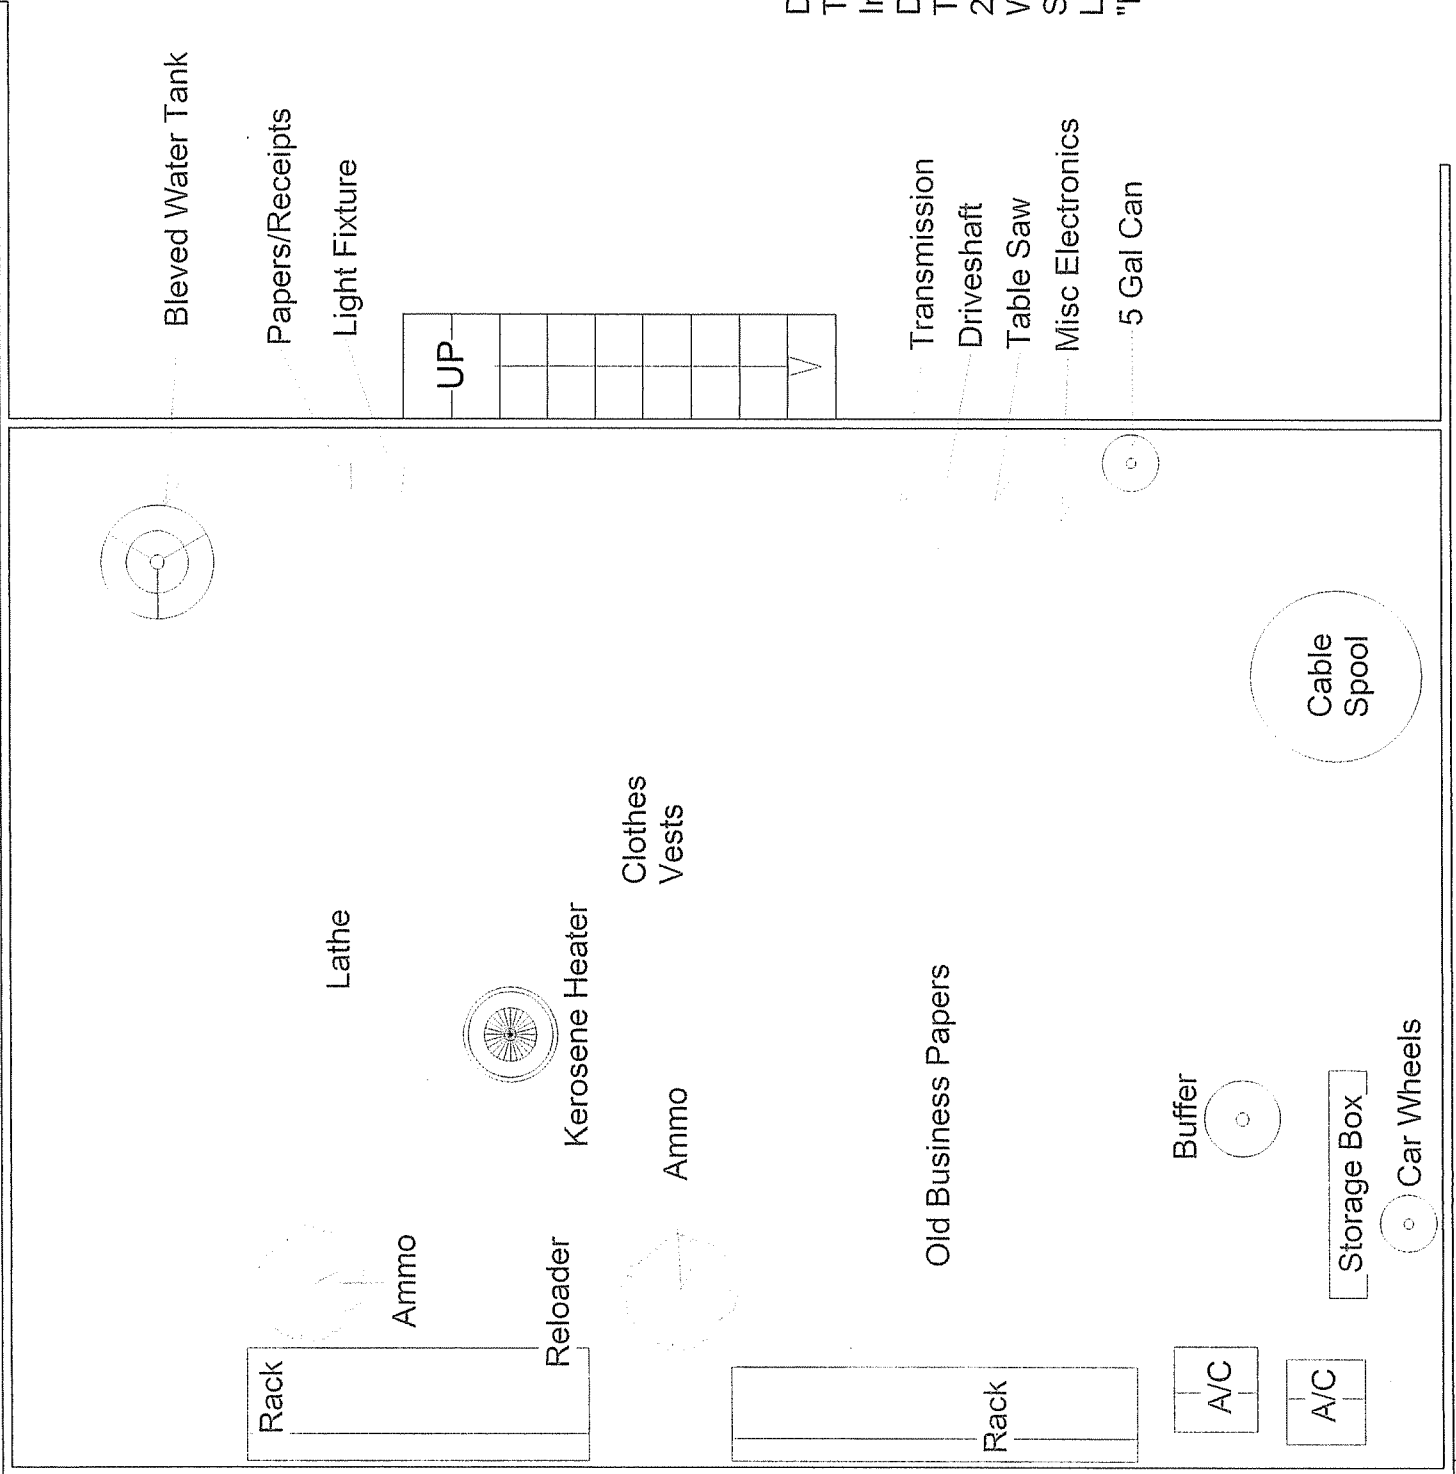 Bleved Water Tank
Papers/Receipts
Light Fixture
UP
Transmission
Driveshaft
Table Saw
Misc Electronics
5 Gal Can
Lathe
Kerosene Heater
Clothes
Vests
Cable
Spool
Rack
Ammo
Reloader
Ammo
Old Business Papers
Rack
Buffer
A/C
A/C
Storage Box
Car Wheels